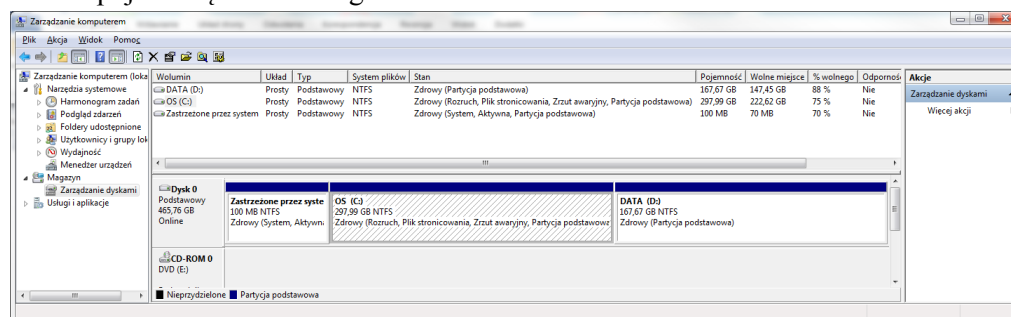 Zarządzanie komputerem
Plik Akcja Widok Pomoc
Zarządzanie komputerem (loka
Narzędzia systemowe
Harmonogram zadań
Podgląd zdarzeń
Foldery udostępnione
Użytkownicy i grupy lok
Wydajność
Menedżer urządzeń
Magazyn
Zarządzanie dyskami
Usługi i aplikacje
Wolumin Układ Typ System plików Stan Pojemność Wolne miejsce % wolnego Odporność
DATA (D:) Prosty Podstawowy NTFS Zdrowy (Partycja podstawowa) 167,67 GB 147,45 GB 88 % Nie
OS (C:) Prosty Podstawowy NTFS Zdrowy (Rozruch, Plik stronicowania, Zrzut awaryjny, Partycja podstawowa) 297,99 GB 222,62 GB 75 % Nie
Zastrzeżone przez system Prosty Podstawowy NTFS Zdrowy (System, Aktywna, Partycja podstawowa) 100 MB 70 MB 70 % Nie
Akcje
Zarządzanie dyskami
Więcej akcji
Dysk 0
Podstawowy
465,76 GB
Online
Zastrzeżone przez syste
100 MB NTFS
Zdrowy (System, Aktywn
OS (C:)
297,99 GB NTFS
Zdrowy (Rozruch, Plik stronicowania, Zrzut awaryjny, Partycja podstawowa
DATA (D:)
167,67 GB NTFS
Zdrowy (Partycja podstawowa)
CD-ROM 0
DVD (E:)
Nieprzydzielone Partycja podstawowa